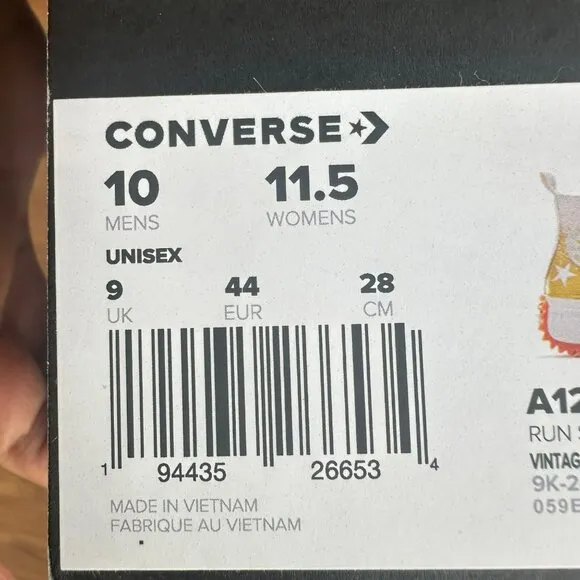 CONVERSE
10 11.5
MENS WOMENS
UNISEX
9 44 28
UK EUR CM
1 94435 26653 4
MADE IN VIETNAM
FABRIQUE AU VIETNAM
A12
RUN
VINTAG
9K-2
059E